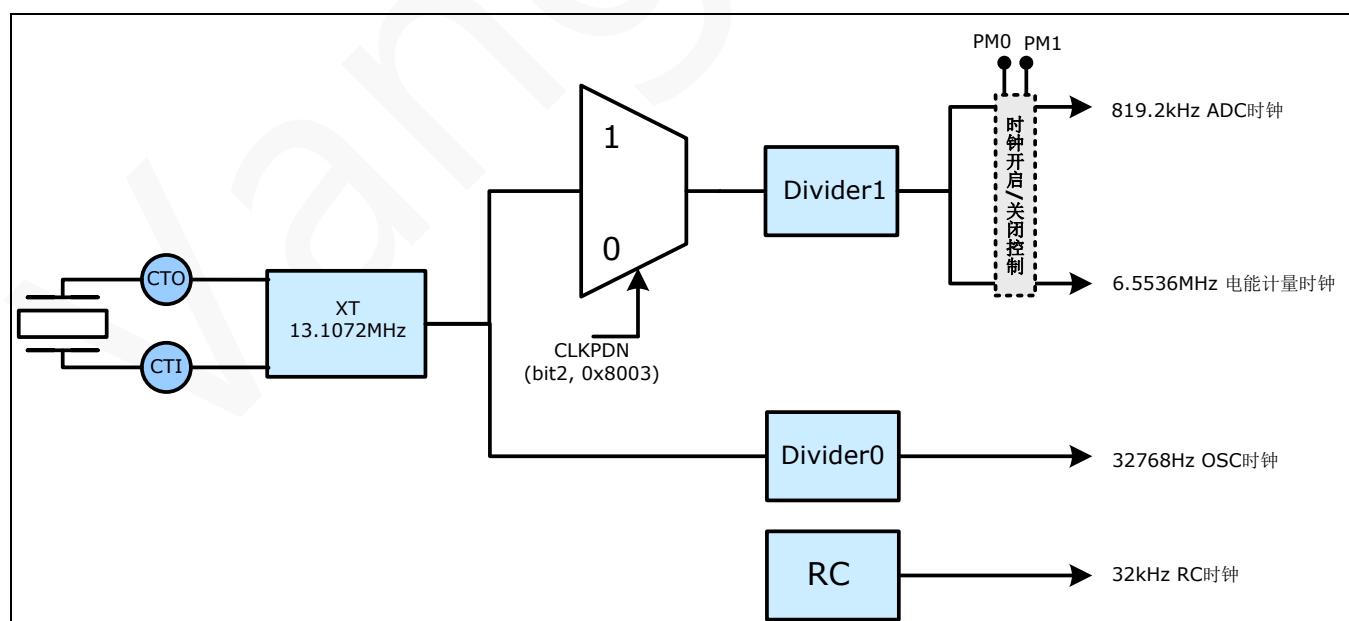 PM0 PM1
819.2kHz ADC时钟
时钟开启/关闭控制
1
Divider1
0
CTO
XT
13.1072MHz
6.5536MHz 电能计量时钟
CTI
CLKPDN
(bit2, 0x8003)
Divider0
32768Hz OSC时钟
RC
32kHz RC时钟
Vang